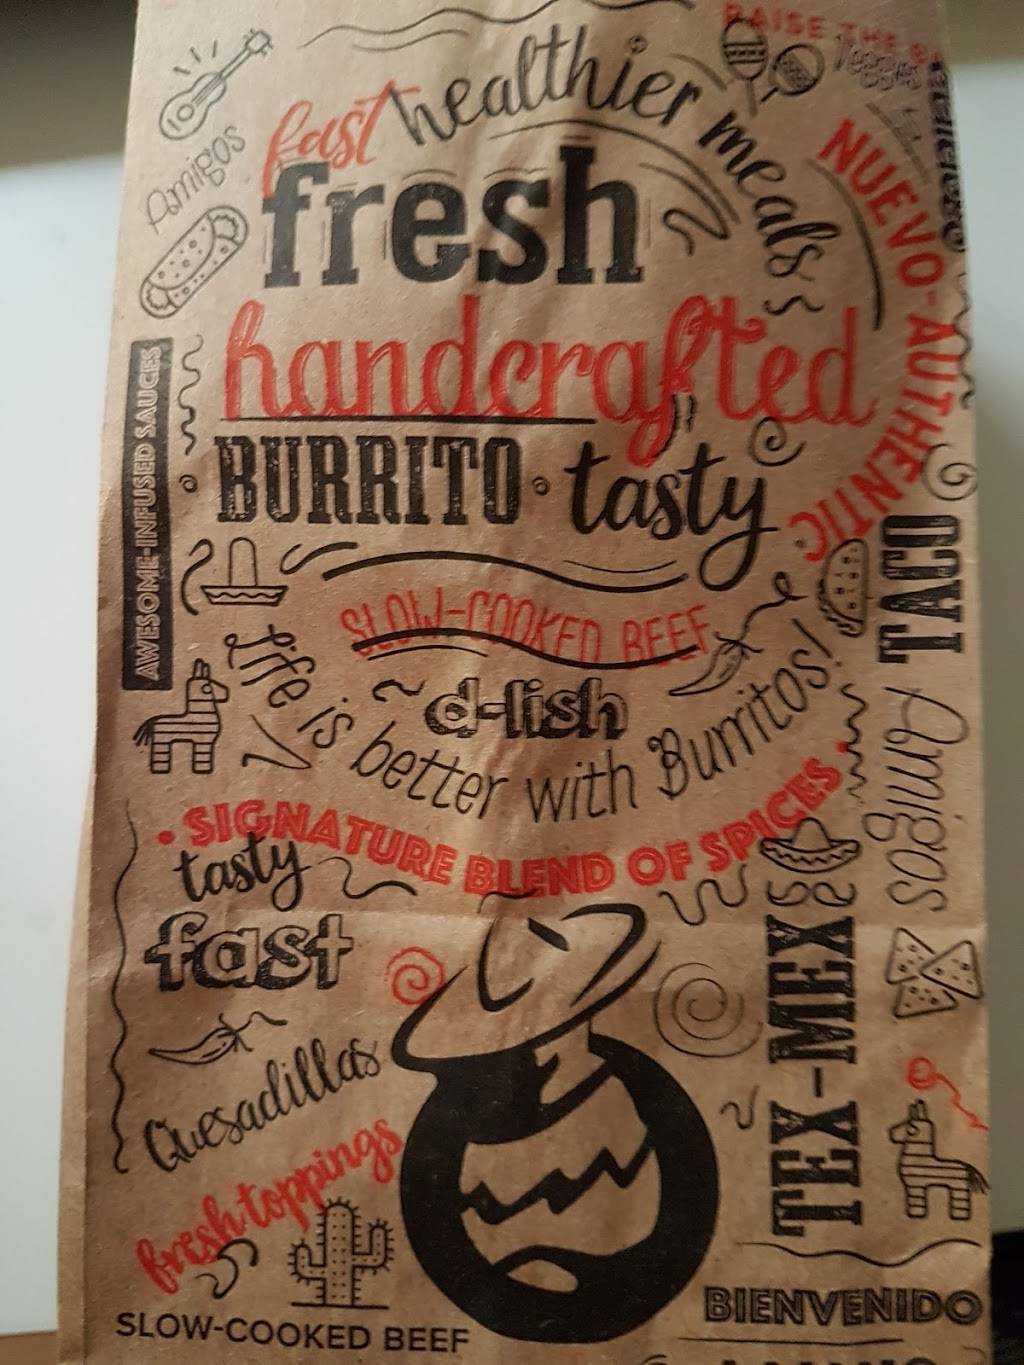 RAISE THE
Amigos
fast healthier meals
fresh
NUEVO-AUTHENTIC
handcrafted
AWESOME-INFUSED SAUCES
BURRITO
tasty
TACO
SLOW-COOKED BEEF
d-lish
Life is better with Burritos!
Amigos
SIGNATURE BLEND OF SPICES
tasty
fast
TEX-MEX
Quesadillas
fresh toppings
BIENVENIDO
SLOW-COOKED BEEF